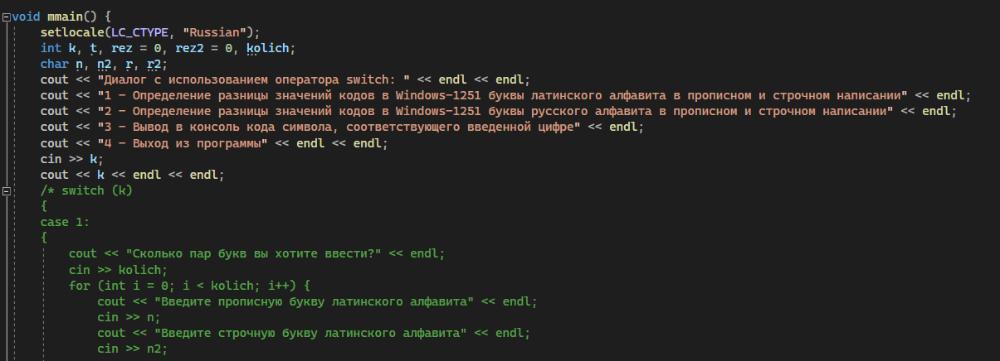 void mmain() {
setlocale(LC_CTYPE, "Russian");
int k, t, rez = 0, rez2 = 0, kolich;
char n, n2, r, r2;
cout << "Диалог с использованием оператора switch: " << endl << endl;
cout << "1 - Определение разницы значений кодов в Windows-1251 буквы латинского алфавита в прописном и строчном написании" << endl;
cout << "2 - Определение разницы значений кодов в Windows-1251 буквы русского алфавита в прописном и строчном написании" << endl;
cout << "3 - Вывод в консоль кода символа, соответствующего введенной цифре" << endl;
cout << "4 - Выход из программы" << endl << endl;
cin >> k;
cout << k << endl << endl;
/* switch (k)
{
case 1:
{
cout << "Сколько пар букв вы хотите ввести?" << endl;
cin >> kolich;
for (int i = 0; i < kolich; i++) {
cout << "Введите прописную букву латинского алфавита" << endl;
cin >> n;
cout << "Введите строчную букву латинского алфавита" << endl;
cin >> n2;